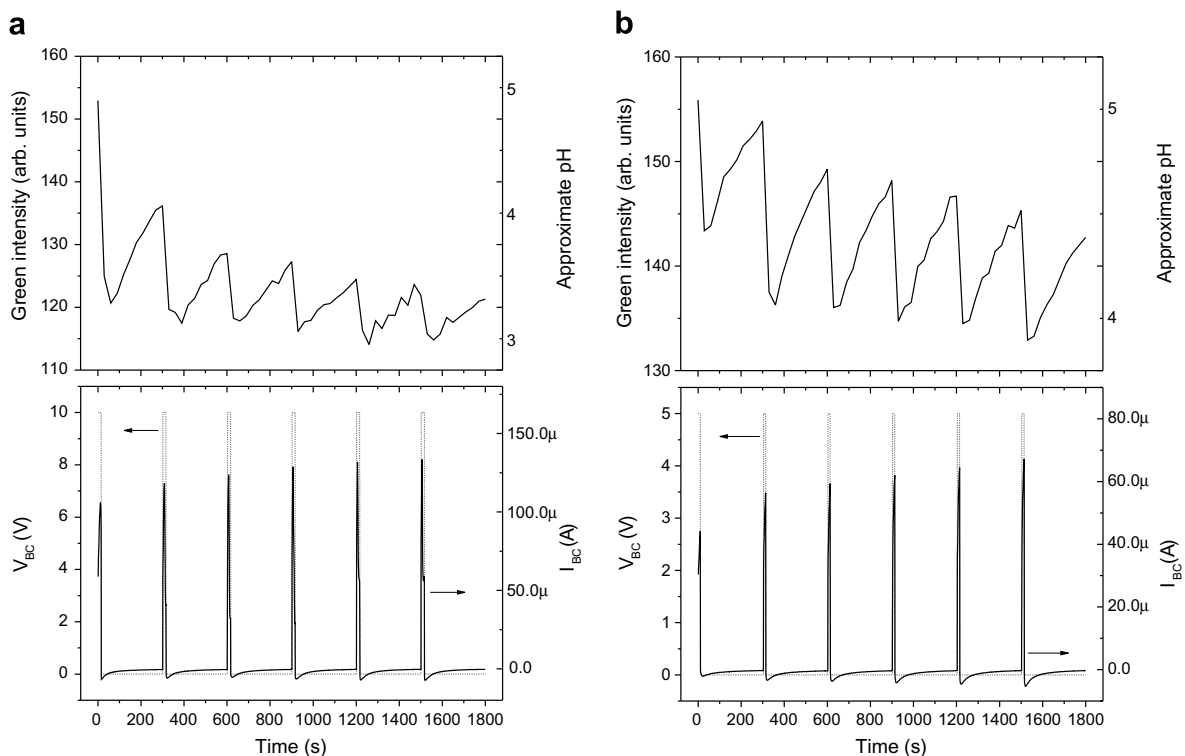 a
160
150
140
130
120
110
Green intensity (arb. units)
5
4
3
Approximate pH
10
8
6
4
2
0
V_BC (V)
150.0µ
100.0µ
50.0µ
0.0
I_BC(A)
0 200 400 600 800 1000 1200 1400 1600 1800
Time (s)
b
160
150
140
130
Green intensity (arb. units)
5
4
Approximate pH
5
4
3
2
1
0
V_BC (V)
80.0µ
60.0µ
40.0µ
20.0µ
0.0
I_BC(A)
0 200 400 600 800 1000 1200 1400 1600 1800
Time (s)